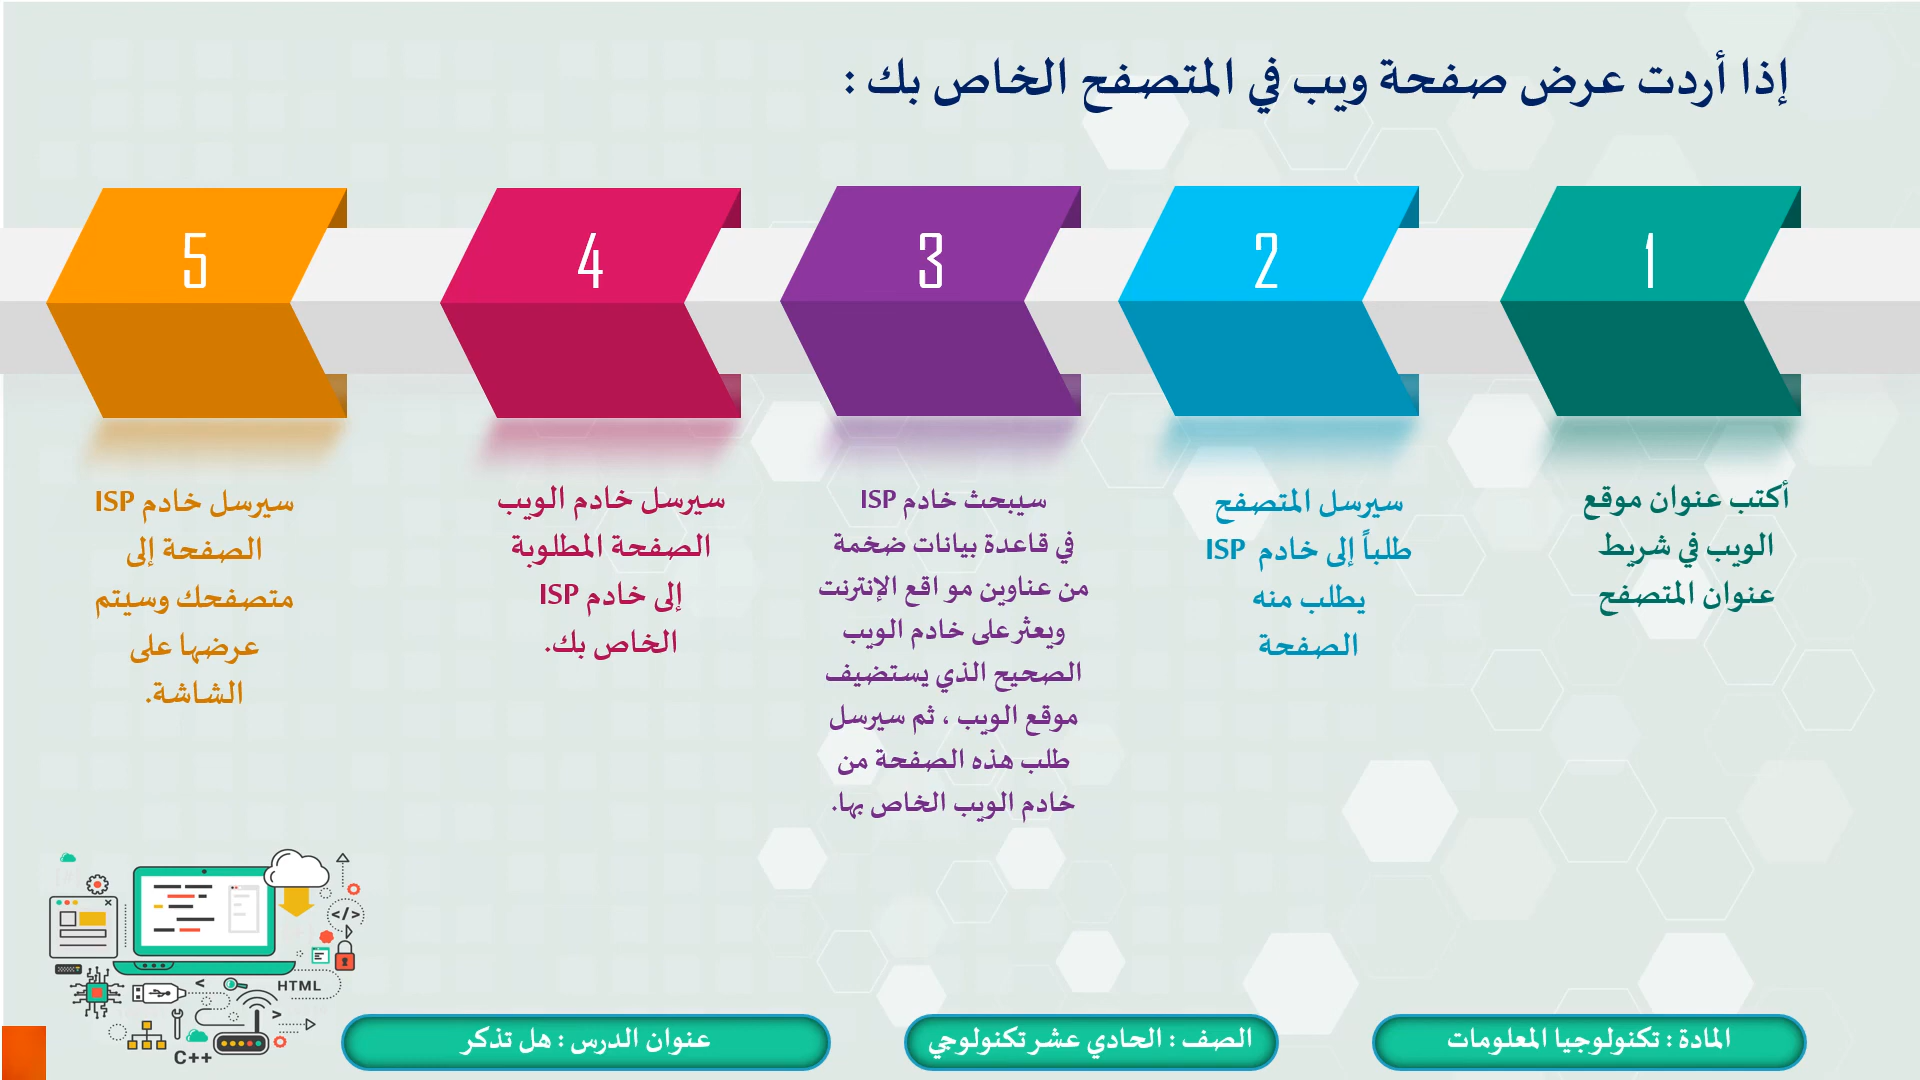 إذا أردت عرض صفحة ويب في المتصفح الخاص بك :
1
أكتب عنوان موقع
الويب في شريط
عنوان المتصفح
2
سيرسل المتصفح
طلباً إلى خادم ISP
يطلب منه
الصفحة
3
سيبحث خادم ISP
في قاعدة بيانات ضخمة
من عناوين مواقع الإنترنت
ويعثر على خادم الويب
الصحيح الذي يستضيف
موقع الويب ، ثم سيرسل
طلب هذه الصفحة من
خادم الويب الخاص بها.
4
سيرسل خادم الويب
الصفحة المطلوبة
إلى خادم ISP
الخاص بك.
5
سيرسل خادم ISP
الصفحة إلى
متصفحك وسيتم
عرضها على
الشاشة.
</>
HTML
C++
المادة : تكنولوجيا المعلومات
الصف : الحادي عشر تكنولوجي
عنوان الدرس : هل تذكر